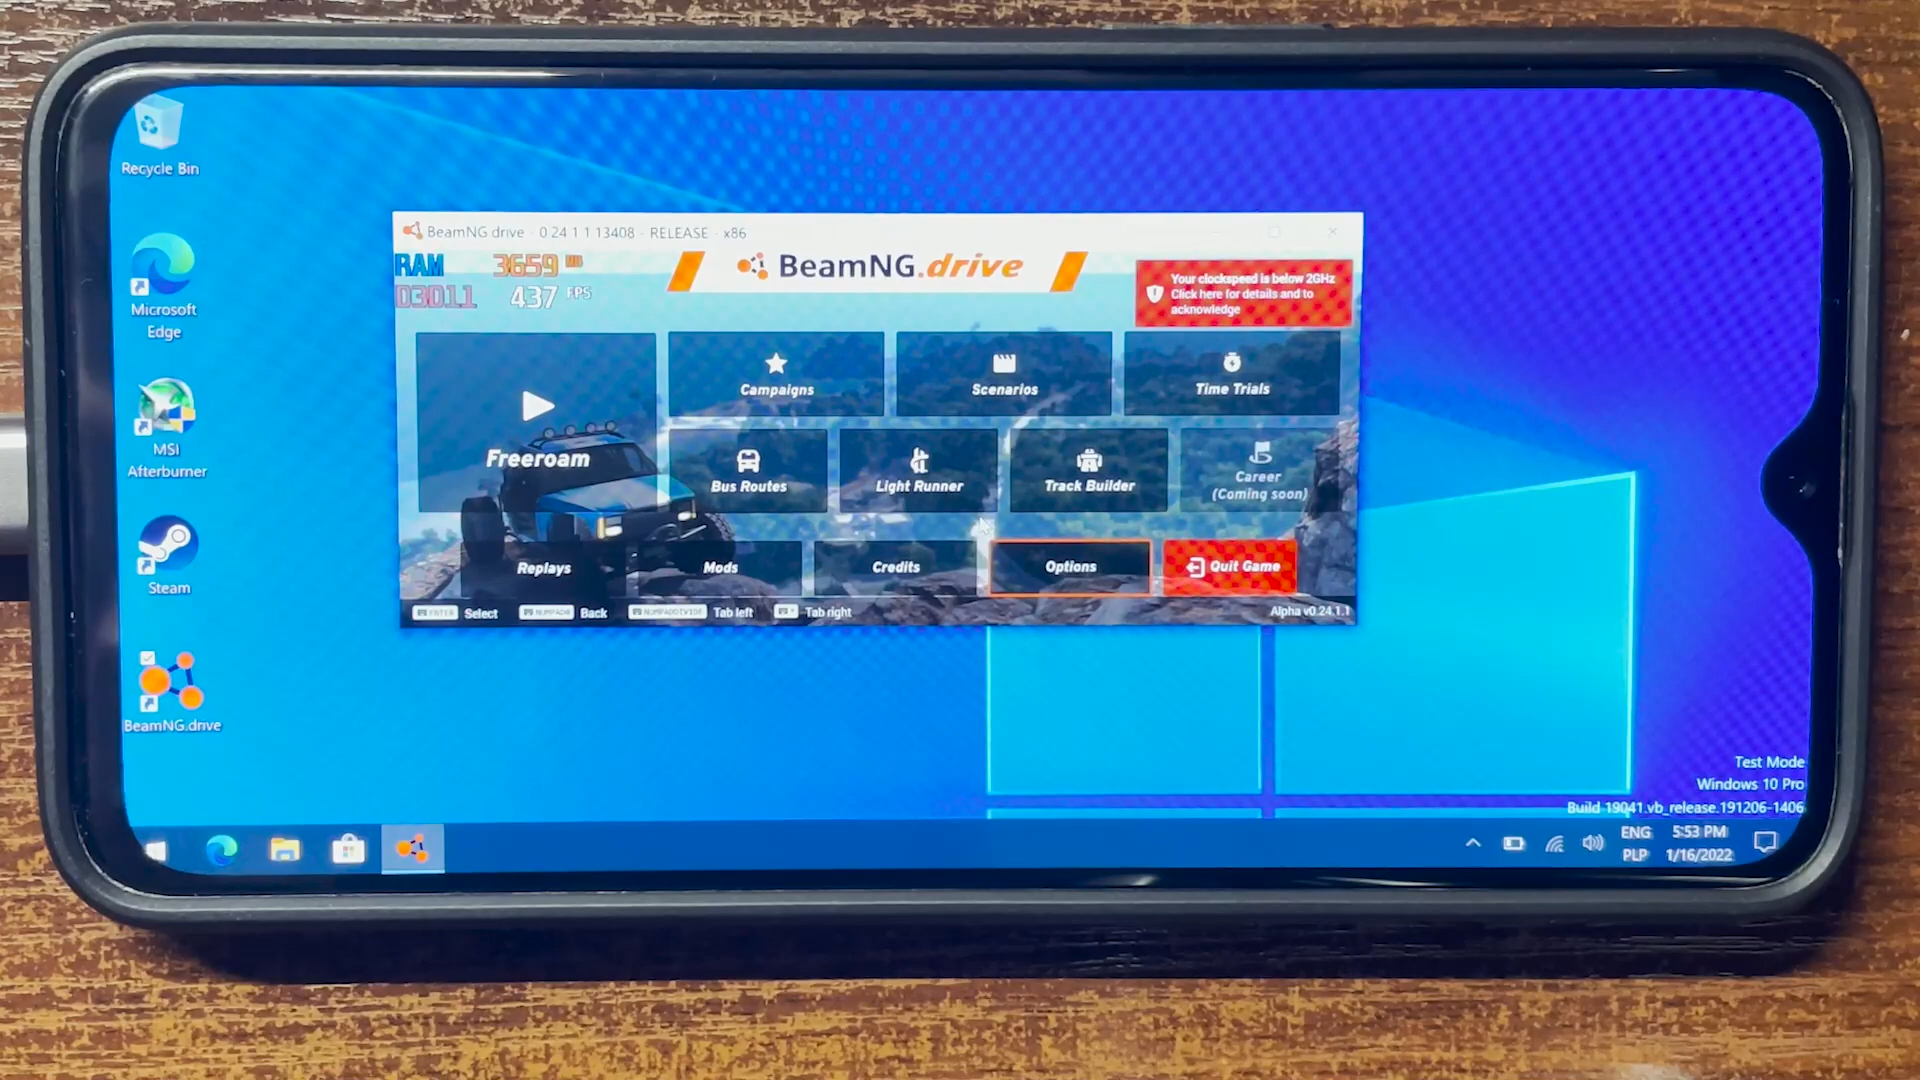 Recycle Bin
Microsoft
Edge
MSI
Afterburner
Steam
BeamNG.drive
BeamNG drive - 0 24 1 1 13408 - RELEASE - x86
RAM 3659 MB
D3D11 437 FPS
BeamNG.drive
Your clockspeed is below 2GHz
Click here for details and to
acknowledge
Freeroam
Campaigns
Scenarios
Time Trials
Bus Routes
Light Runner
Track Builder
Career
(Coming soon)
Replays
Mods
Credits
Options
Quit Game
ENTER Select
Back
NUMPADDIVIDE Tab left
Tab right
Alpha v0.24.1.1
Test Mode
Windows 10 Pro
Build 19041.vb_release.191206-1406
ENG
PLP
5:53 PM
1/16/2022